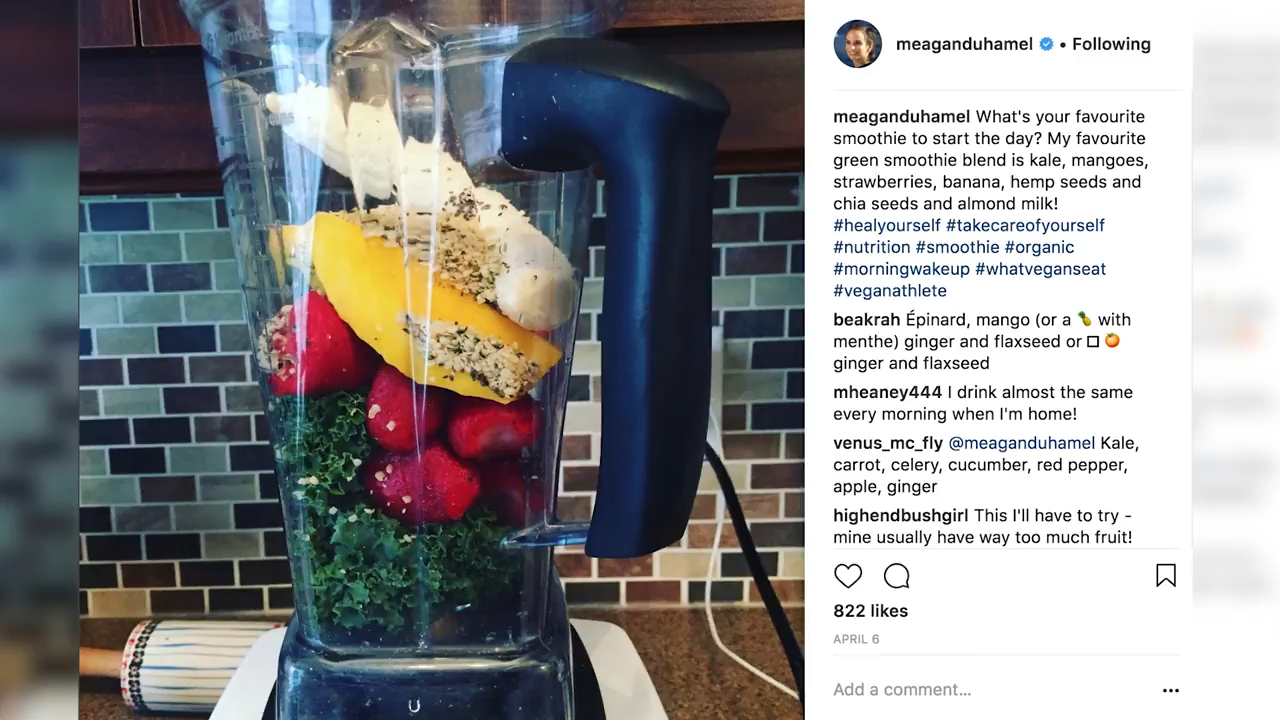 meaganduhamel • Following
meaganduhamel What's your favourite
smoothie to start the day? My favourite
green smoothie blend is kale, mangoes,
strawberries, banana, hemp seeds and
chia seeds and almond milk!
#healyourself #takecareofyourself
#nutrition #smoothie #organic
#morningwakeup #whatveganseat
#veganathlete
beakrah Épinard, mango (or a 🍍 with
menthe) ginger and flaxseed or □ 🍊
ginger and flaxseed
mheaney444 I drink almost the same
every morning when I'm home!
venus_mc_fly @meaganduhamel Kale,
carrot, celery, cucumber, red pepper,
apple, ginger
highendbushgirl This I'll have to try -
mine usually have way too much fruit!
822 likes
APRIL 6
Add a comment...